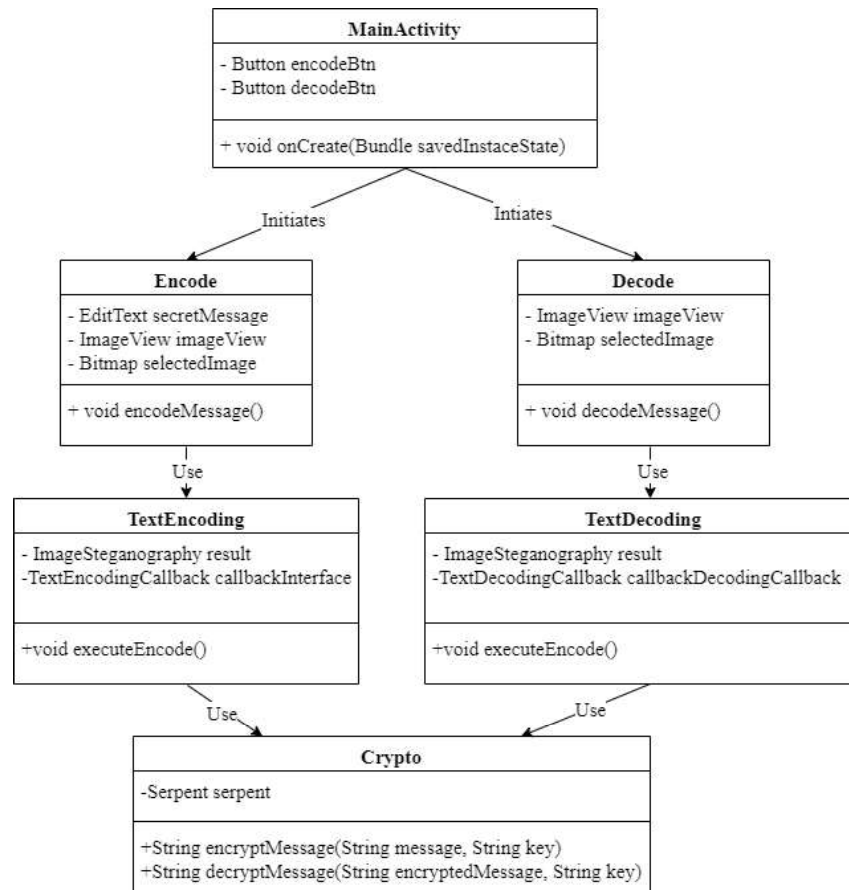 MainActivity
- Button encodeBtn
- Button decodeBtn
+ void onCreate(Bundle savedInstaceState)
Initiates
Intiates
Encode
- EditText secretMessage
- ImageView imageView
- Bitmap selectedImage
+ void encodeMessage()
Decode
- ImageView imageView
- Bitmap selectedImage
+ void decodeMessage()
Use
Use
TextEncoding
- ImageSteganography result
-TextEncodingCallback callbackInterface
+void executeEncode()
TextDecoding
- ImageSteganography result
-TextDecodingCallback callbackDecodingCallback
+void executeEncode()
Use
Use
Crypto
-Serpent serpent
+String encryptMessage(String message, String key)
+String decryptMessage(String encryptedMessage, String key)